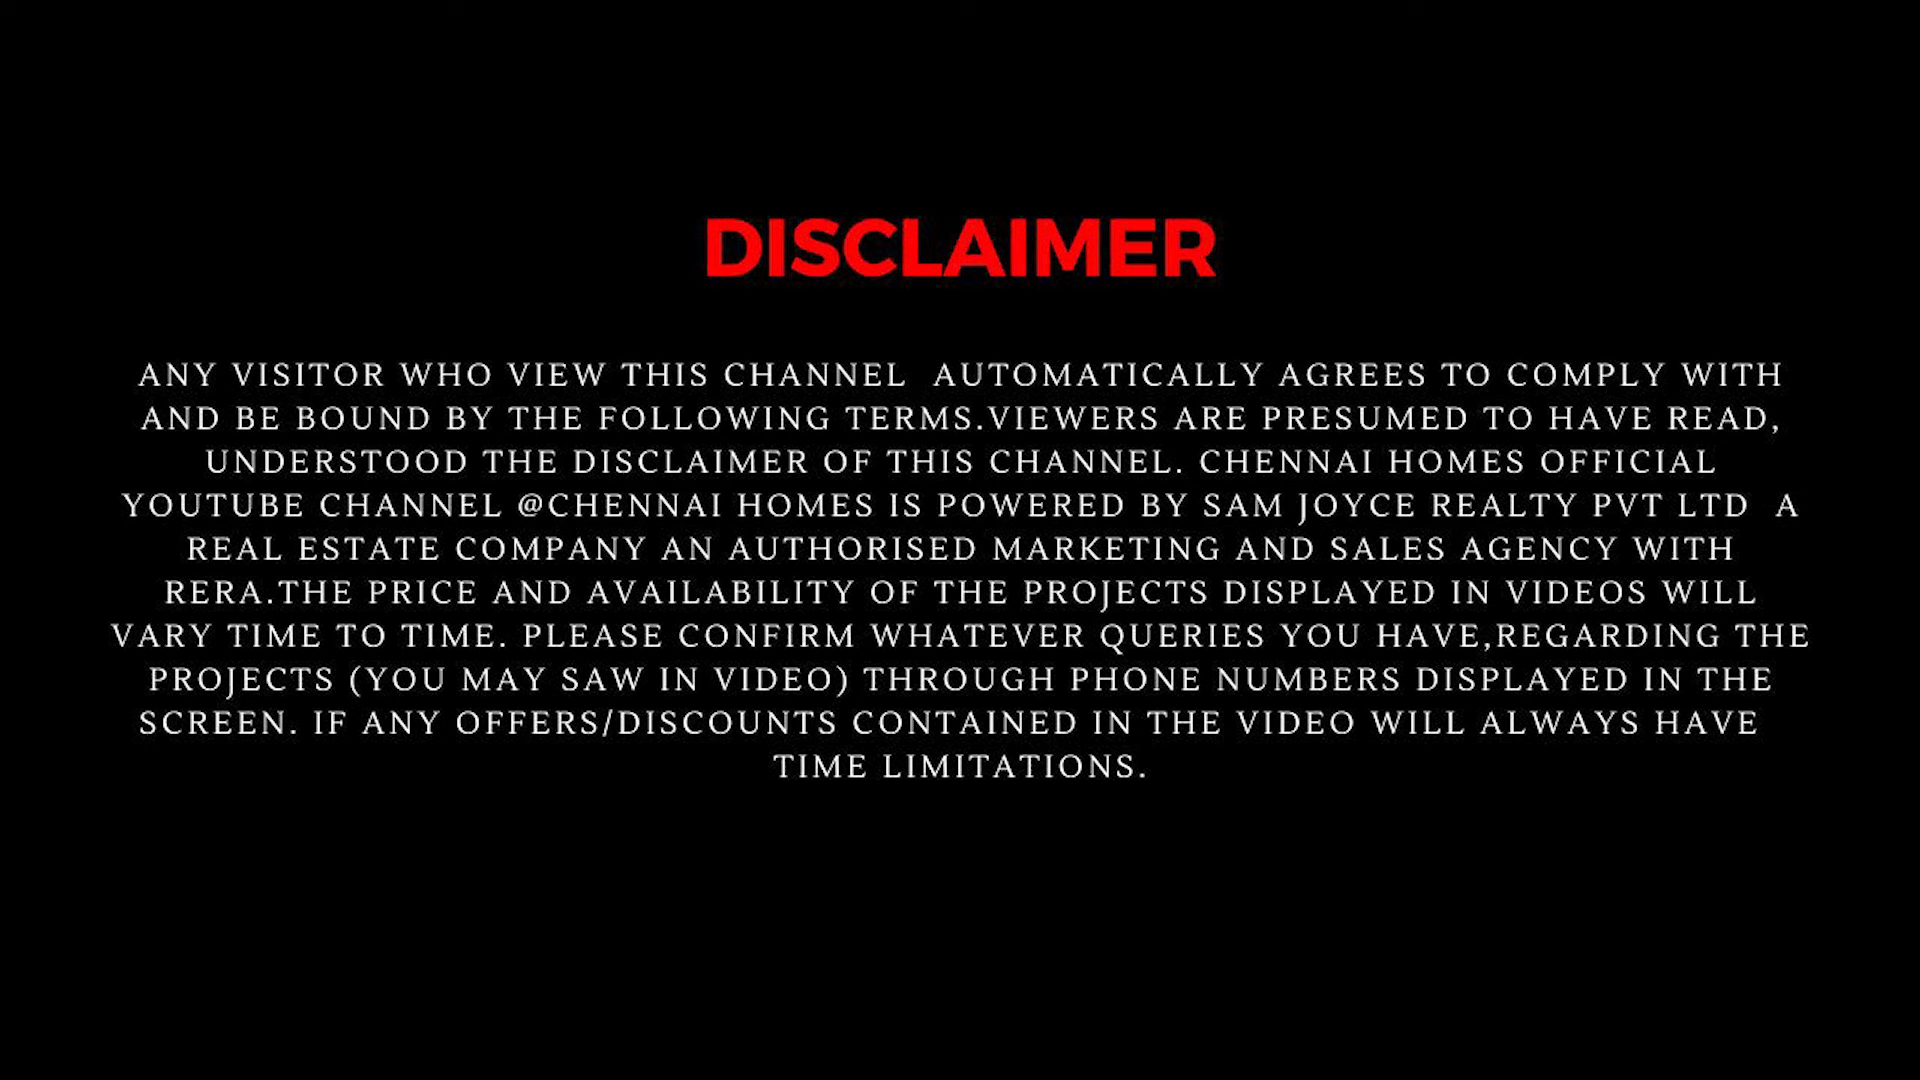 DISCLAIMER
ANY VISITOR WHO VIEW THIS CHANNEL AUTOMATICALLY AGREES TO COMPLY WITH
AND BE BOUND BY THE FOLLOWING TERMS.VIEWERS ARE PRESUMED TO HAVE READ,
UNDERSTOOD THE DISCLAIMER OF THIS CHANNEL. CHENNAI HOMES OFFICIAL
YOUTUBE CHANNEL @CHENNAI HOMES IS POWERED BY SAM JOYCE REALTY PVT LTD A
REAL ESTATE COMPANY AN AUTHORISED MARKETING AND SALES AGENCY WITH
RERA.THE PRICE AND AVAILABILITY OF THE PROJECTS DISPLAYED IN VIDEOS WILL
VARY TIME TO TIME. PLEASE CONFIRM WHATEVER QUERIES YOU HAVE,REGARDING THE
PROJECTS (YOU MAY SAW IN VIDEO) THROUGH PHONE NUMBERS DISPLAYED IN THE
SCREEN. IF ANY OFFERS/DISCOUNTS CONTAINED IN THE VIDEO WILL ALWAYS HAVE
TIME LIMITATIONS.